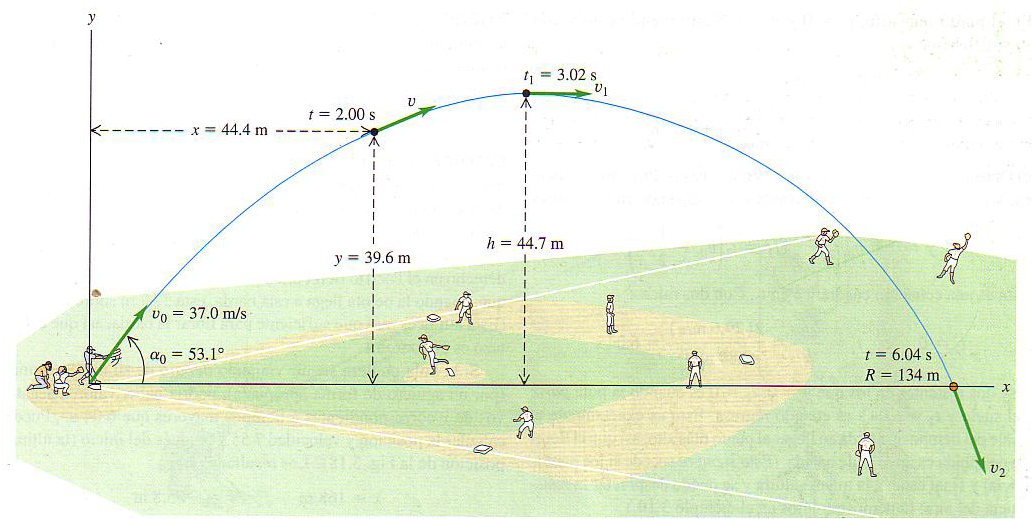 y
t₁ = 3.02 s
v₁
v
t = 2.00 s
x = 44.4 m
h = 44.7 m
y = 39.6 m
v₀ = 37.0 m/s
α₀ = 53.1°
t = 6.04 s
R = 134 m
x
v₂